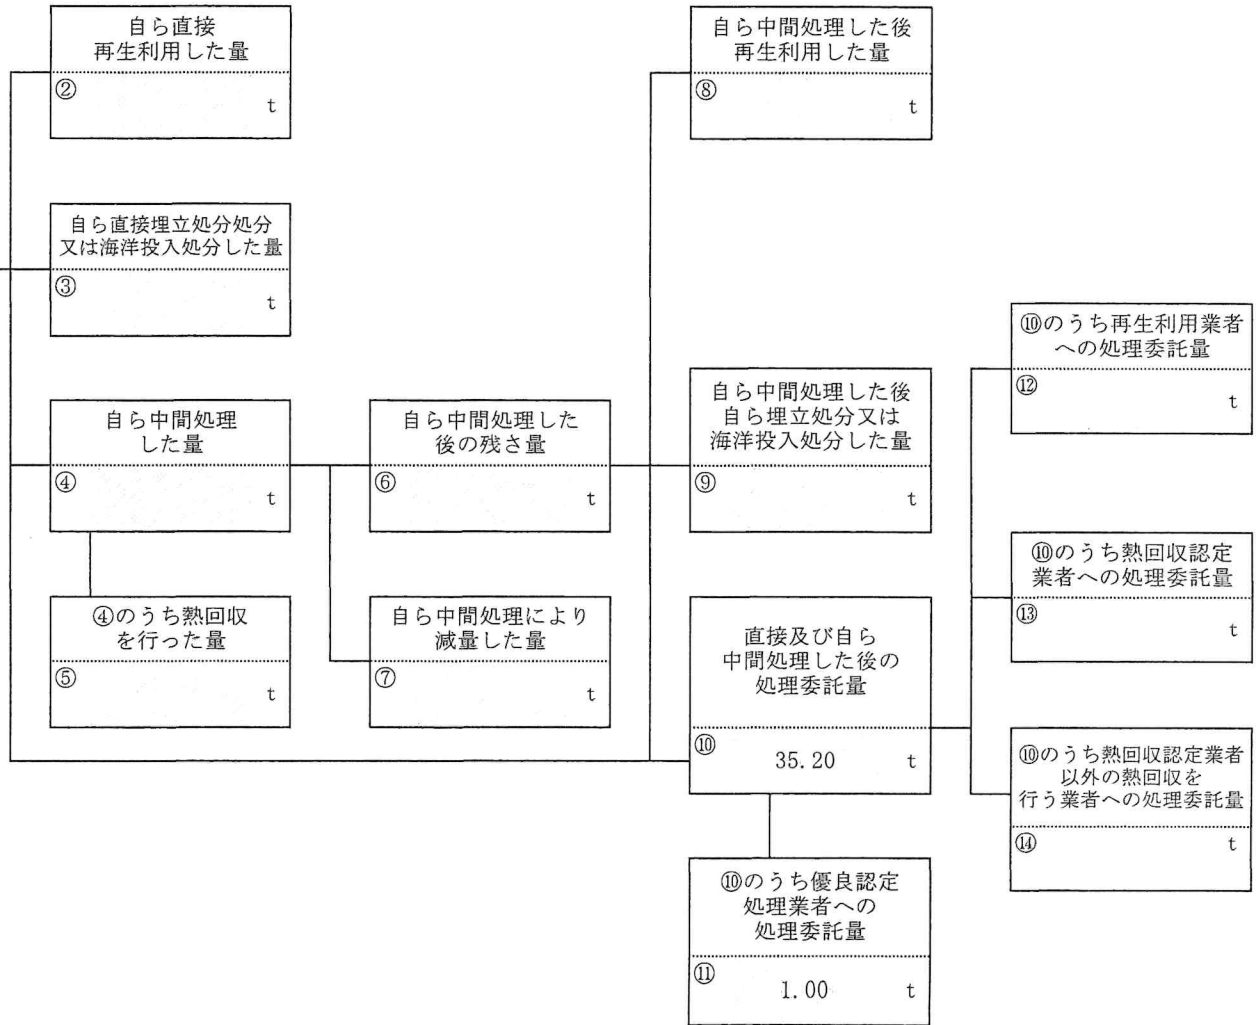 自ら直接
再生利用した量
②
t
自ら中間処理した後
再生利用した量
⑧
t
自ら直接埋立処分処分
又は海洋投入処分した量
③
t
⑩のうち再生利用業者
への処理委託量
⑫
t
自ら中間処理
した量
④
t
自ら中間処理した
後の残さ量
⑥
t
自ら中間処理した後
自ら埋立処分又は
海洋投入処分した量
⑨
t
⑩のうち熱回収認定
業者への処理委託量
⑬
t
④のうち熱回収
を行った量
⑤
t
自ら中間処理により
減量した量
⑦
t
直接及び自ら
中間処理した後の
処理委託量
⑩
35.20 t
⑩のうち熱回収認定業者
以外の熱回収を
行う業者への処理委託量
⑭
t
⑩のうち優良認定
処理業者への
処理委託量
⑪
1.00 t